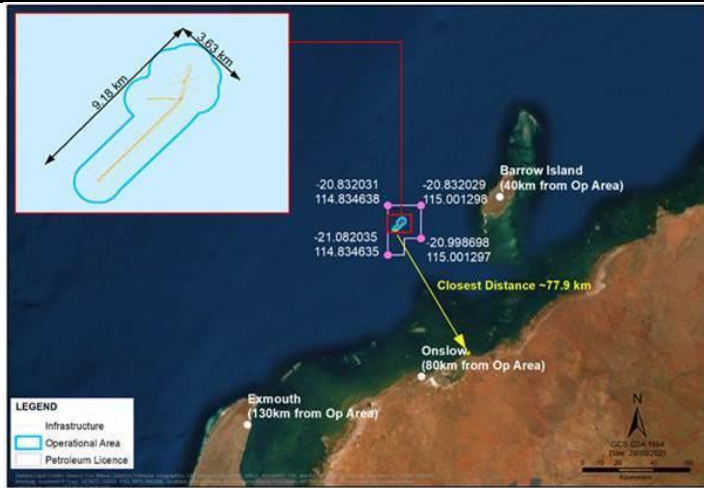 9.18 km
3.63 km
Barrow Island
(40km from Op Area)
-20.832031
114.834638
-20.832029
115.001298
-21.082035
114.834635
-20.998698
115.001297
Closest Distance ~77.9 km
Onslow
(80km from Op Area)
Exmouth
(130km from Op Area)
LEGEND
Infrastructure
Operational Area
Petroleum Licence
N
GCS GDA 1994
Kilometers